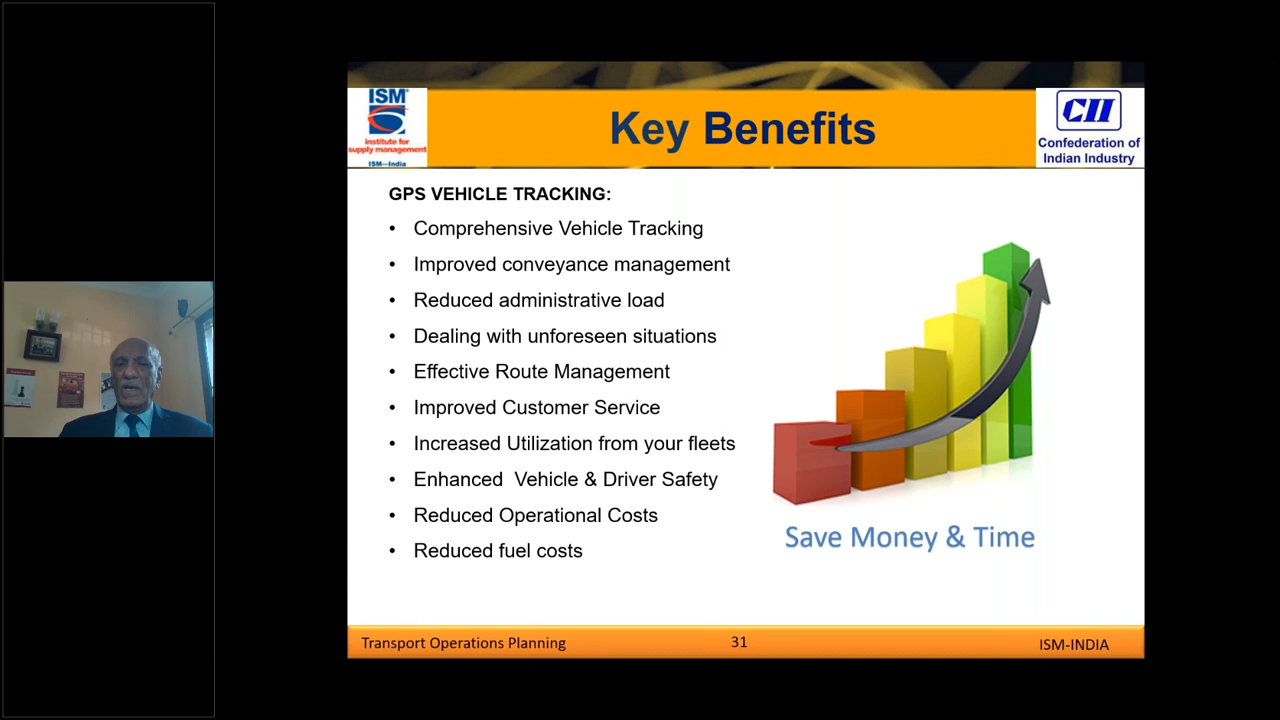 ISM®
institute for
supply management
ISM—India
Key Benefits
CII
Confederation of
Indian Industry
GPS VEHICLE TRACKING:
• Comprehensive Vehicle Tracking
• Improved conveyance management
• Reduced administrative load
• Dealing with unforeseen situations
• Effective Route Management
• Improved Customer Service
• Increased Utilization from your fleets
• Enhanced Vehicle & Driver Safety
• Reduced Operational Costs
• Reduced fuel costs
Save Money & Time
Transport Operations Planning
31
ISM-INDIA